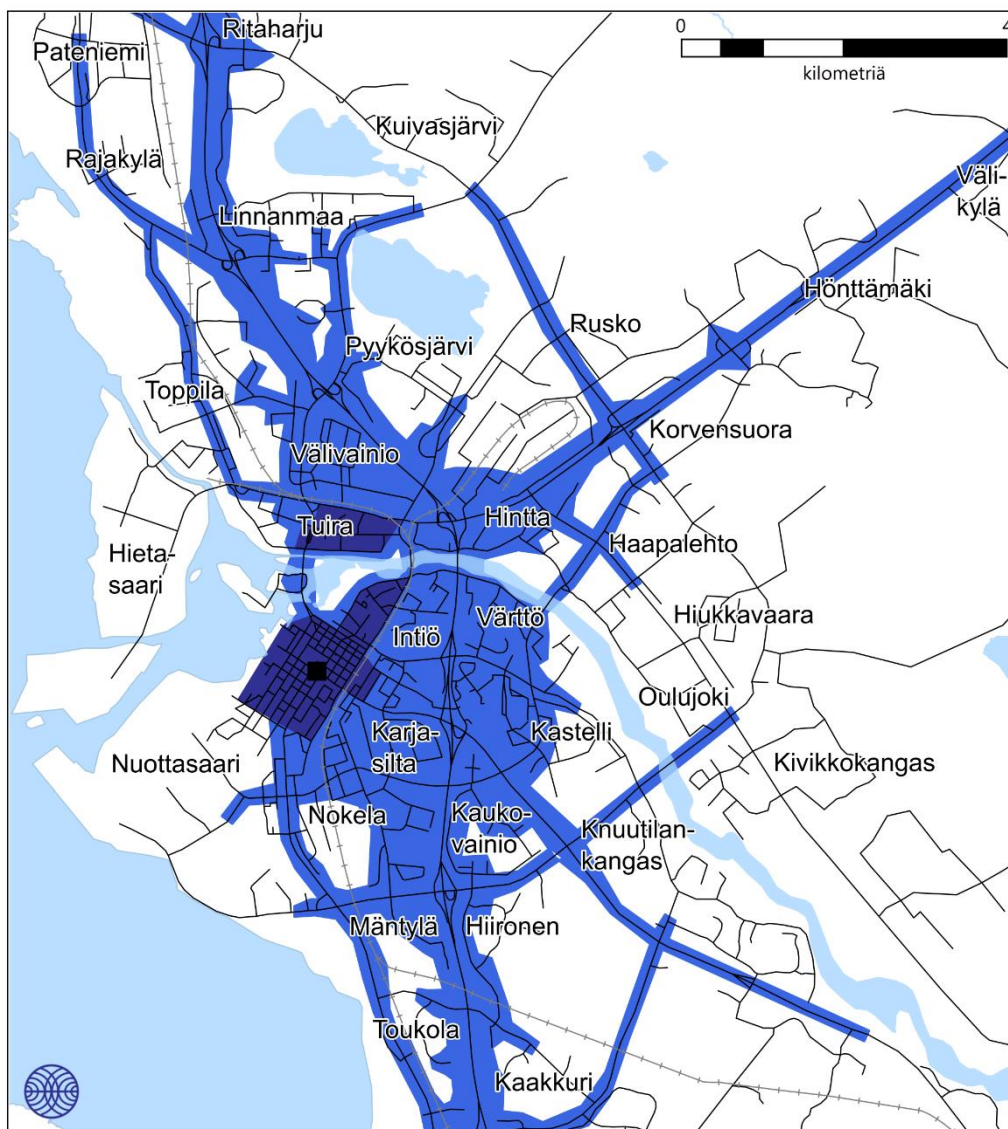 Ritaharju
0
4
Pateniemi
kilometriä
Kuivasjärvi
Rajakylä
Väli-
kylä
Linnanmaa
Hönttämäki
Rusko
Pyykösjärvi
Toppila
Korvensuora
Välivainio
Tuira
Hintta
Hieta-
saari
Haapalehto
Hiukkavaara
Värttö
Intiö
Oulujoki
Karja-
silta
Kastelli
Nuottasaari
Kivikkokangas
Nokela
Kauko-
vainio
Knuutilan-
kangas
Mäntylä
Hiironen
Toukola
Kaakkuri